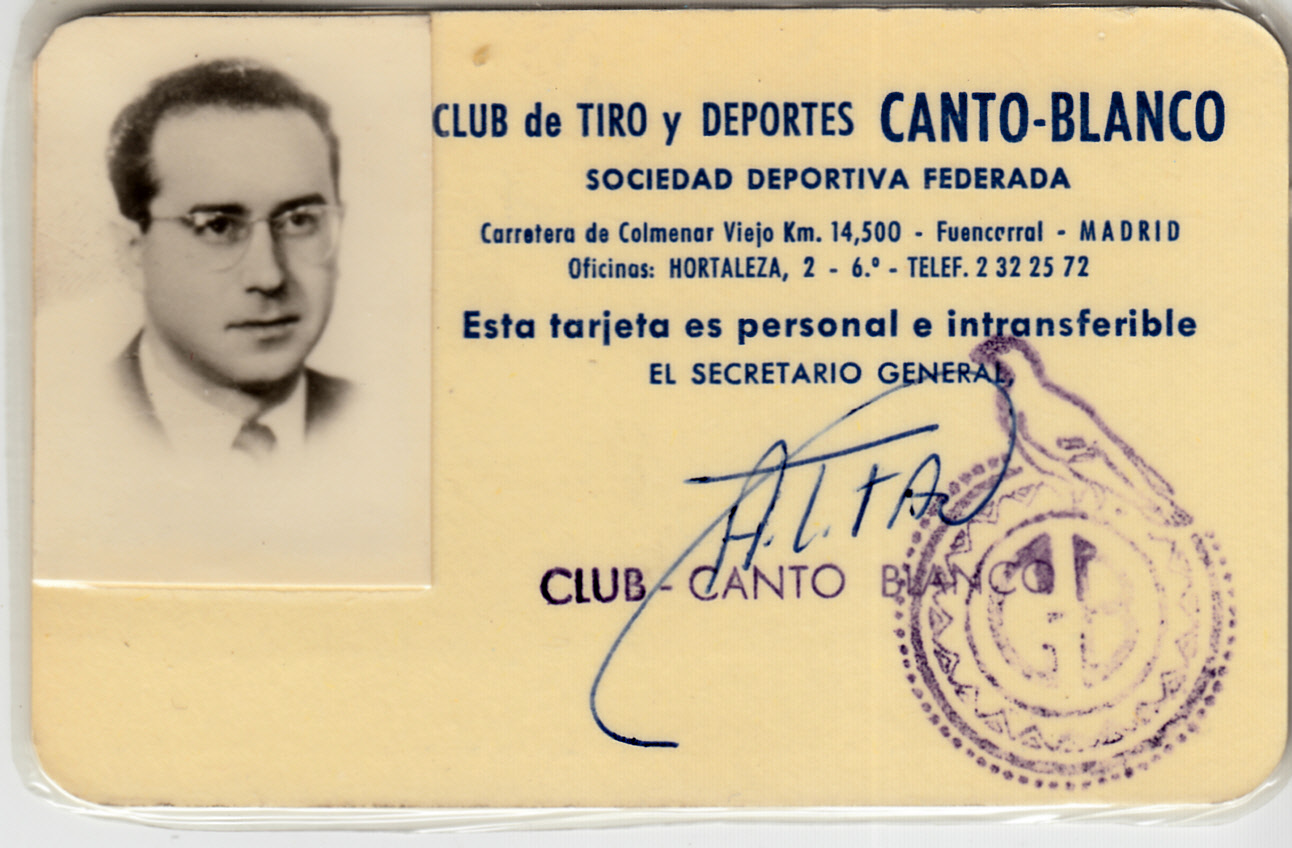 CLUB de TIRO y DEPORTES CANTO-BLANCO
SOCIEDAD DEPORTIVA FEDERADA
Carretera de Colmenar Viejo Km. 14,500 - Fuencarral - MADRID
Oficinas: HORTALEZA, 2 - 6.º - TELEF. 2 32 25 72
Esta tarjeta es personal e intransferible
EL SECRETARIO GENERAL,
CLUB - CANTO BLANCO